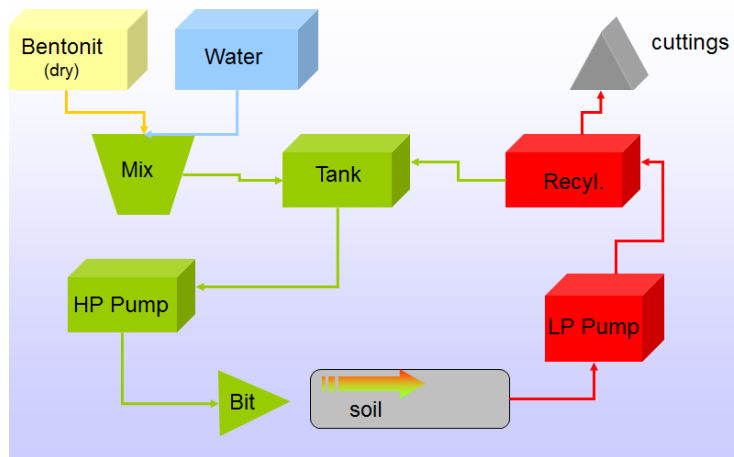 Bentonit
(dry)
Water
cuttings
Mix
Tank
Recyl.
HP Pump
LP Pump
Bit
soil